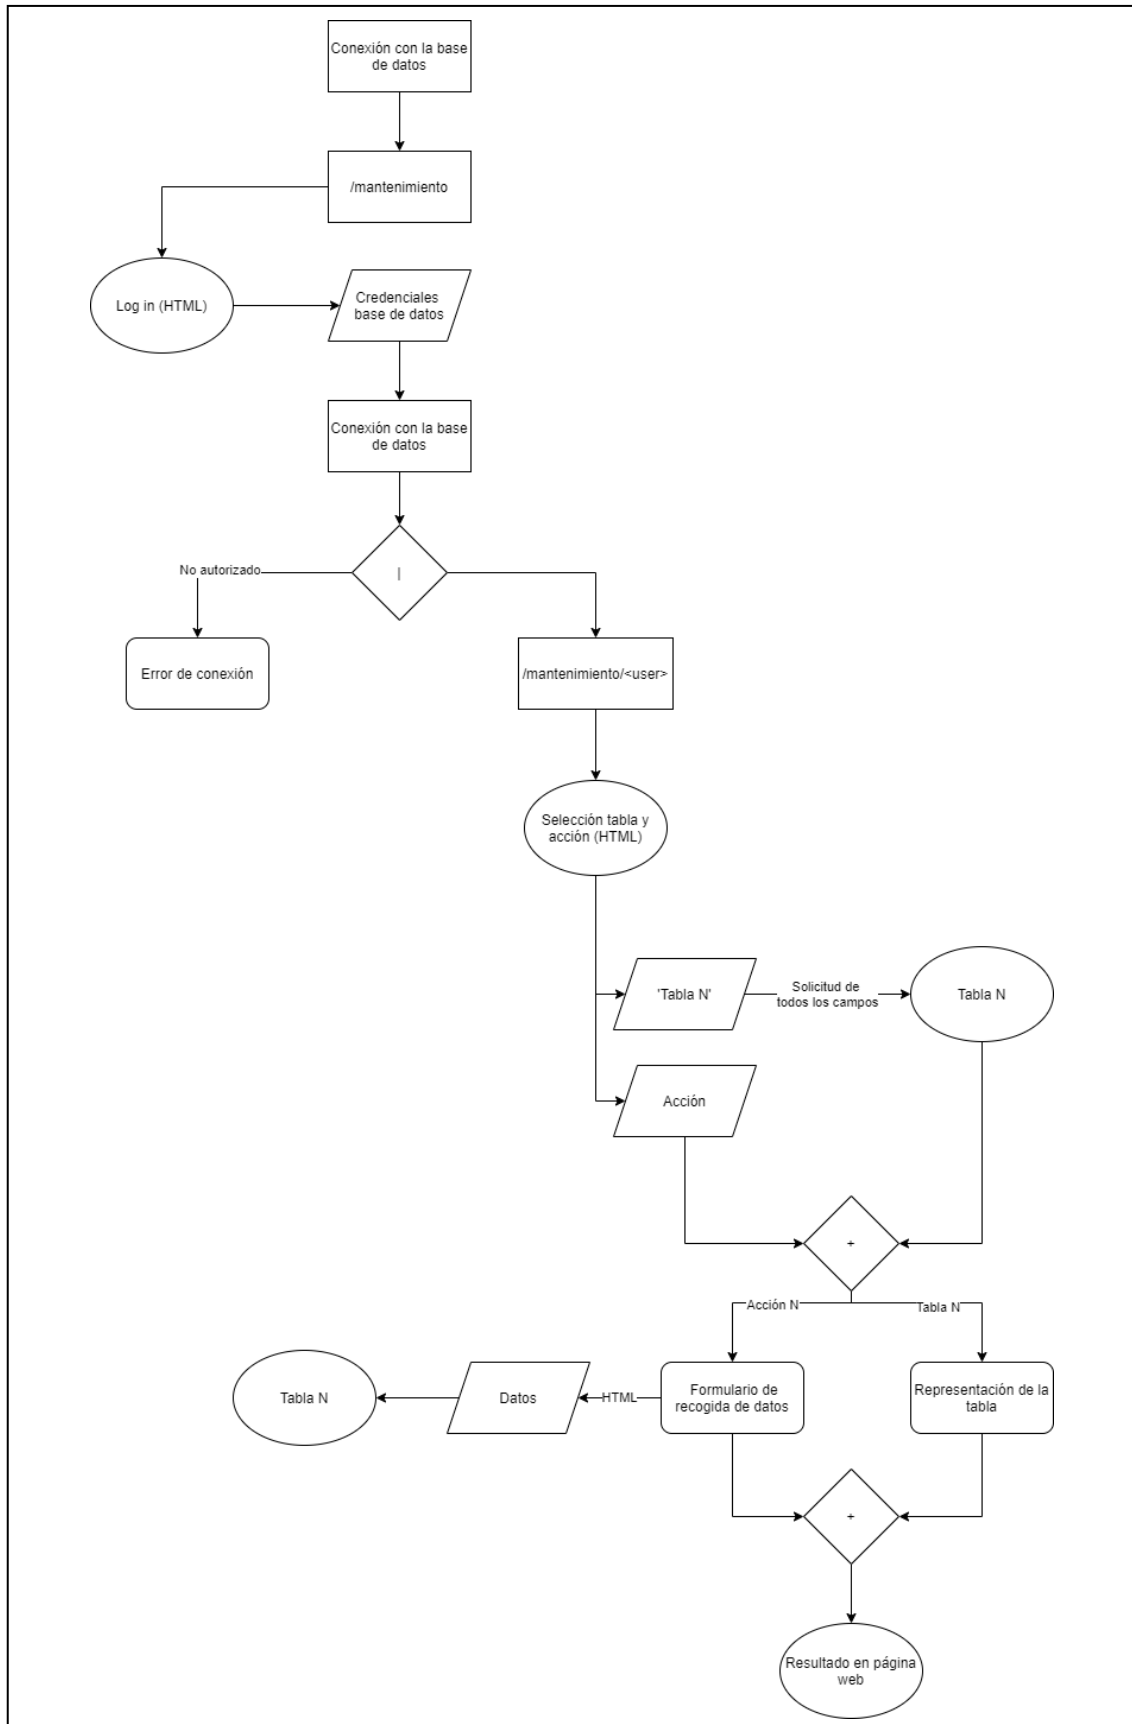 Conexión con la base
de datos
/mantenimiento
Log in (HTML)
Credenciales
base de datos
Conexión con la base
de datos
No autorizado
|
Error de conexión
/mantenimiento/<user>
Selección tabla y
acción (HTML)
'Tabla N'
Solicitud de
todos los campos
Tabla N
Acción
+
Acción N
Tabla N
Tabla N
Datos
HTML
Formulario de
recogida de datos
Representación de la
tabla
+
Resultado en página
web